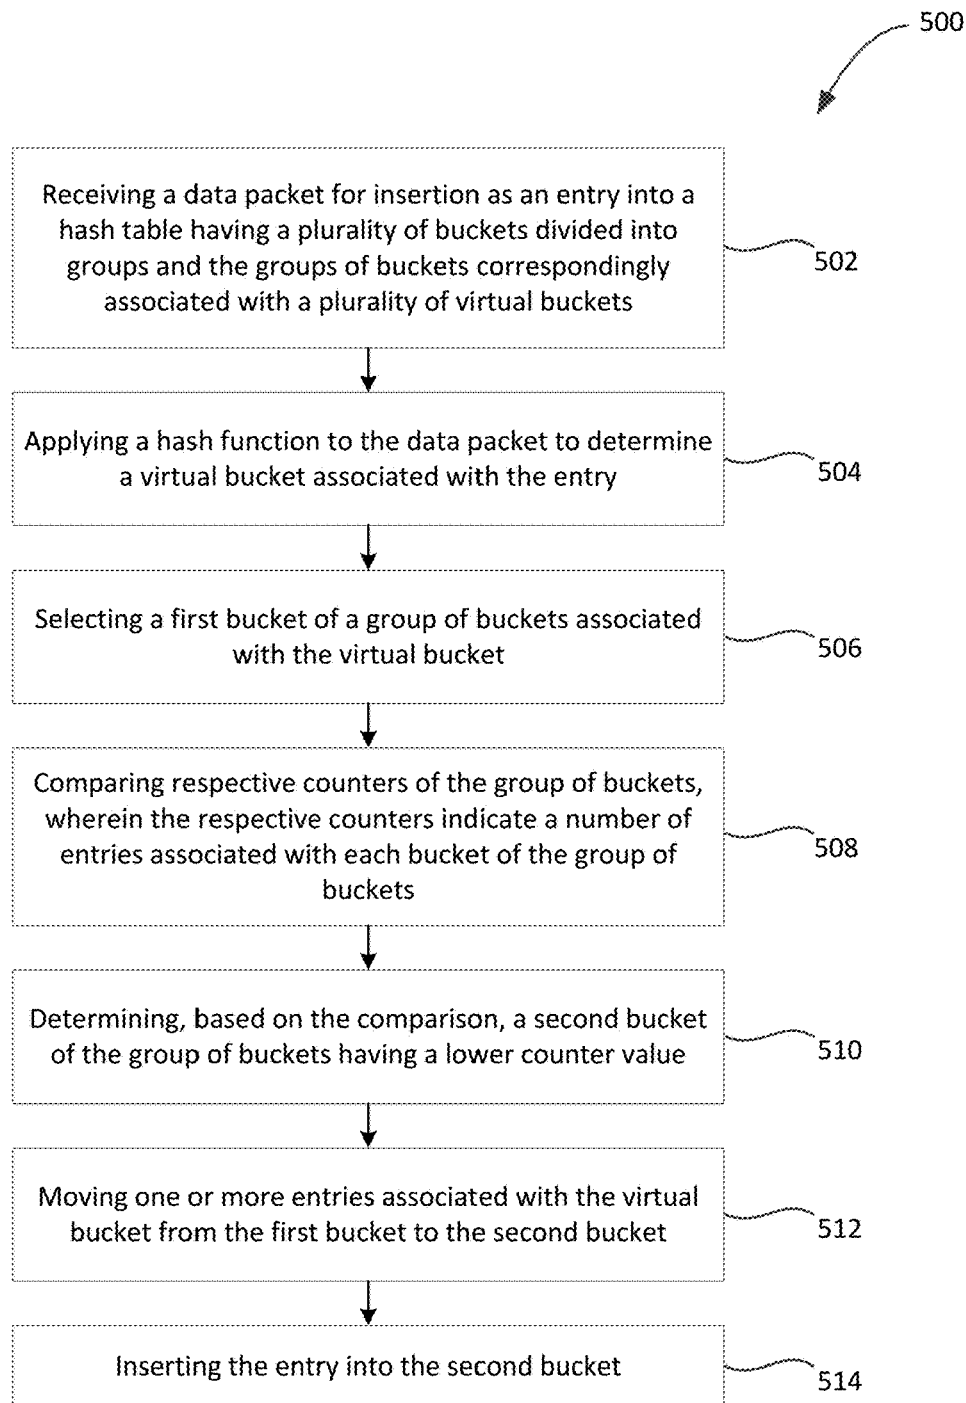 500
Receiving a data packet for insertion as an entry into a
hash table having a plurality of buckets divided into
groups and the groups of buckets correspondingly
associated with a plurality of virtual buckets
502
Applying a hash function to the data packet to determine
a virtual bucket associated with the entry
504
Selecting a first bucket of a group of buckets associated
with the virtual bucket
506
Comparing respective counters of the group of buckets,
wherein the respective counters indicate a number of
entries associated with each bucket of the group of
buckets
508
Determining, based on the comparison, a second bucket
of the group of buckets having a lower counter value
510
Moving one or more entries associated with the virtual
bucket from the first bucket to the second bucket
512
Inserting the entry into the second bucket
514